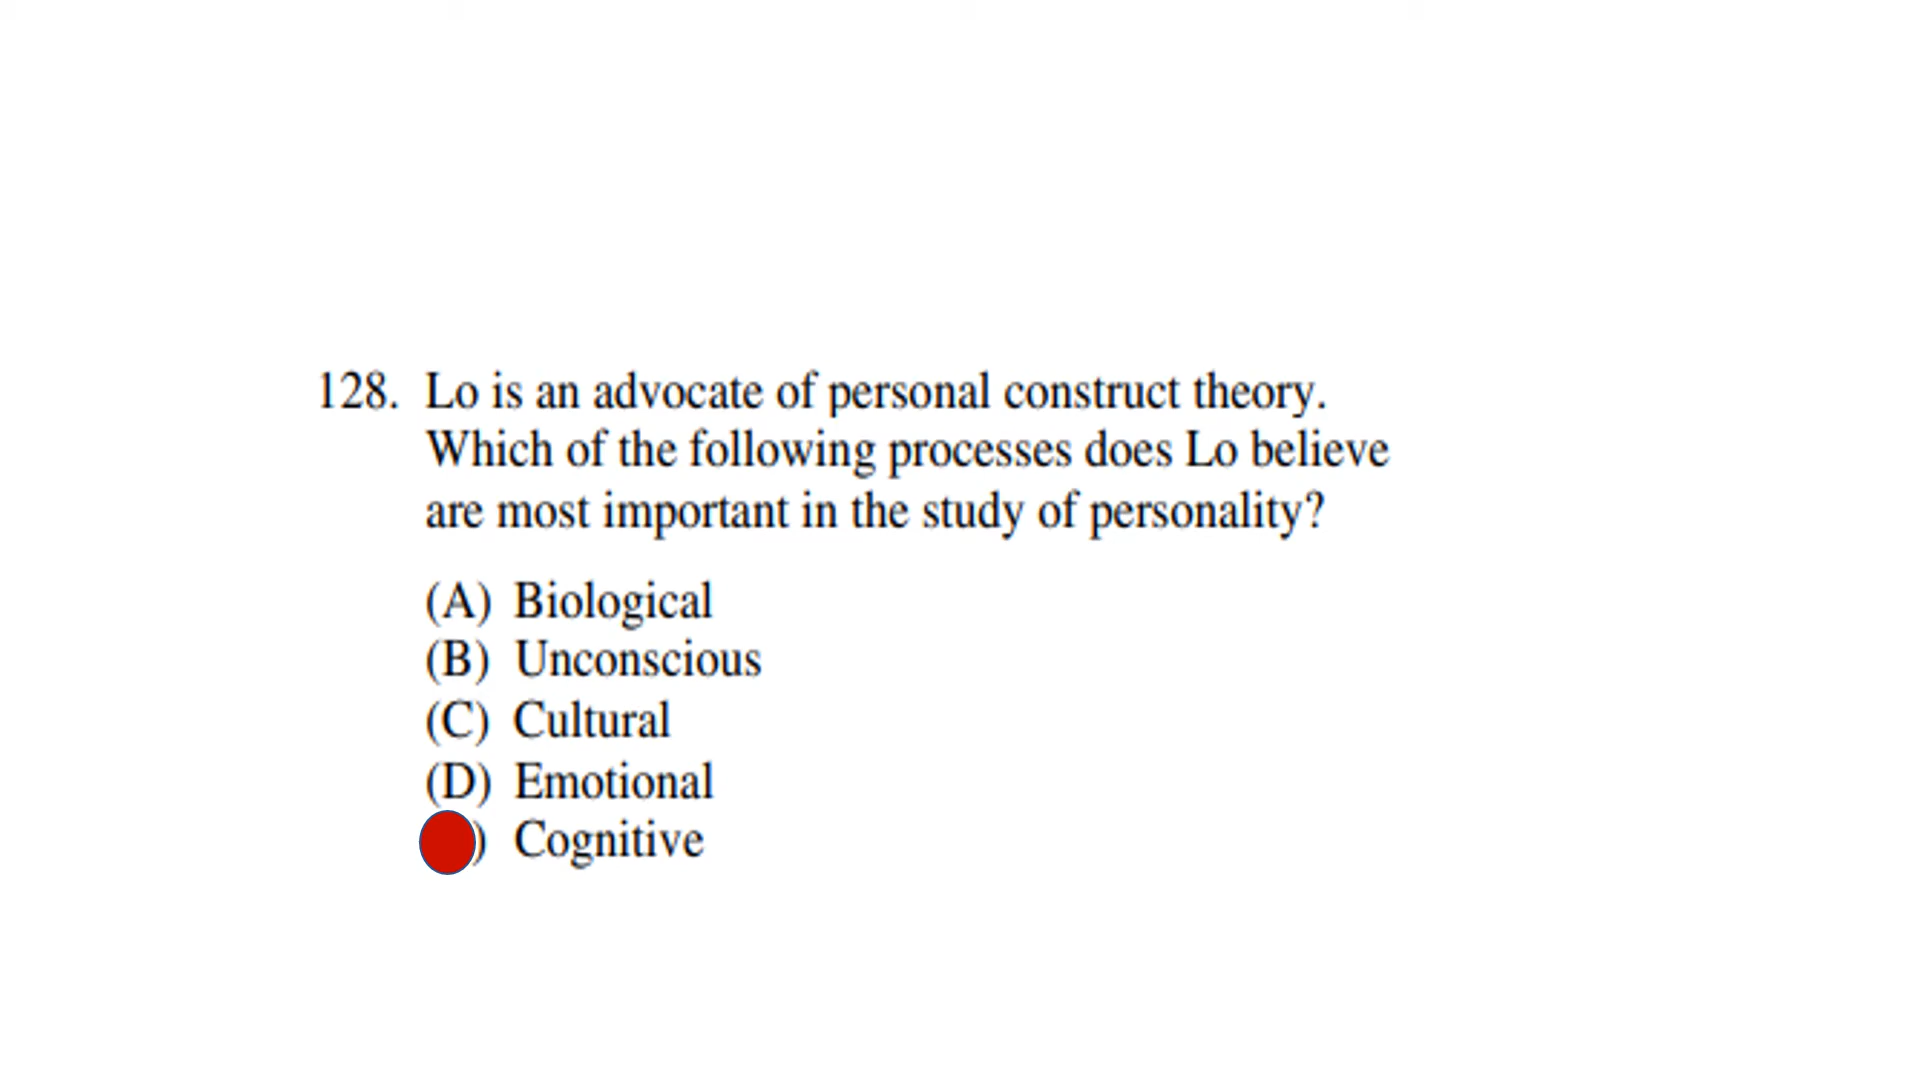 128. Lo is an advocate of personal construct theory.
Which of the following processes does Lo believe
are most important in the study of personality?
(A) Biological
(B) Unconscious
(C) Cultural
(D) Emotional
) Cognitive